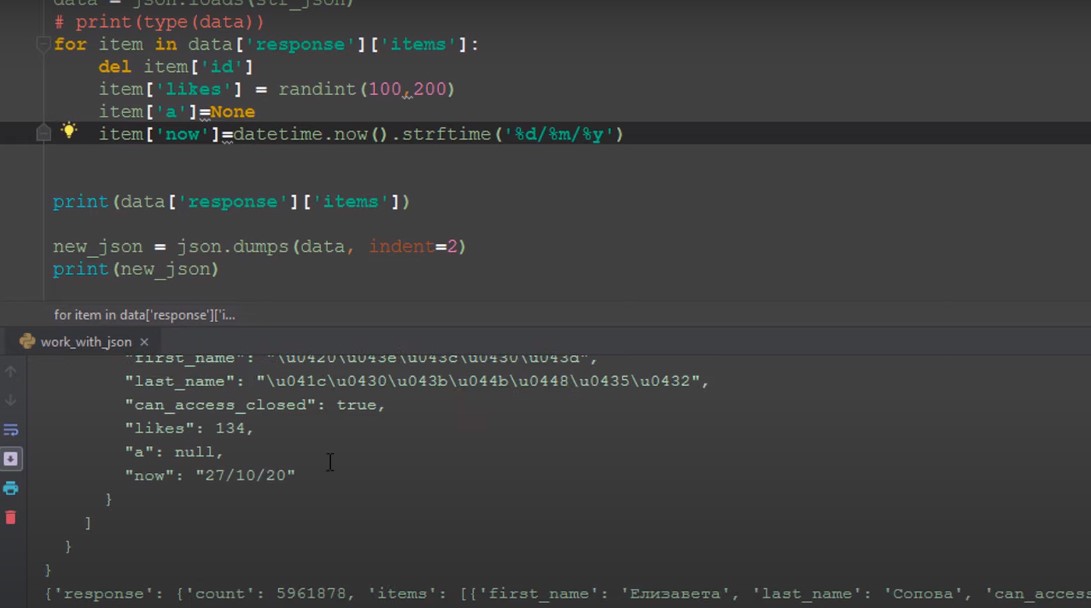 data = json.loads(str_json)
# print(type(data))
for item in data['response']['items']:
    del item['id']
    item['likes'] = randint(100,200)
    item['a']=None
    item['now']=datetime.now().strftime('%d/%m/%y')
print(data['response']['items'])
new_json = json.dumps(data, indent=2)
print(new_json)
for item in data['response']['i...
work_with_json ×
"first_name": "\u0420\u043e\u043c\u0430\u043d",
"last_name": "\u041c\u0430\u043b\u044b\u0448\u0435\u0432",
"can_access_closed": true,
"likes": 134,
"a": null,
"now": "27/10/20"
}
]
}
}
{'response': {'count': 5961878, 'items': [{'first_name': 'Елизавета', 'last_name': 'Сопова', 'can_acces